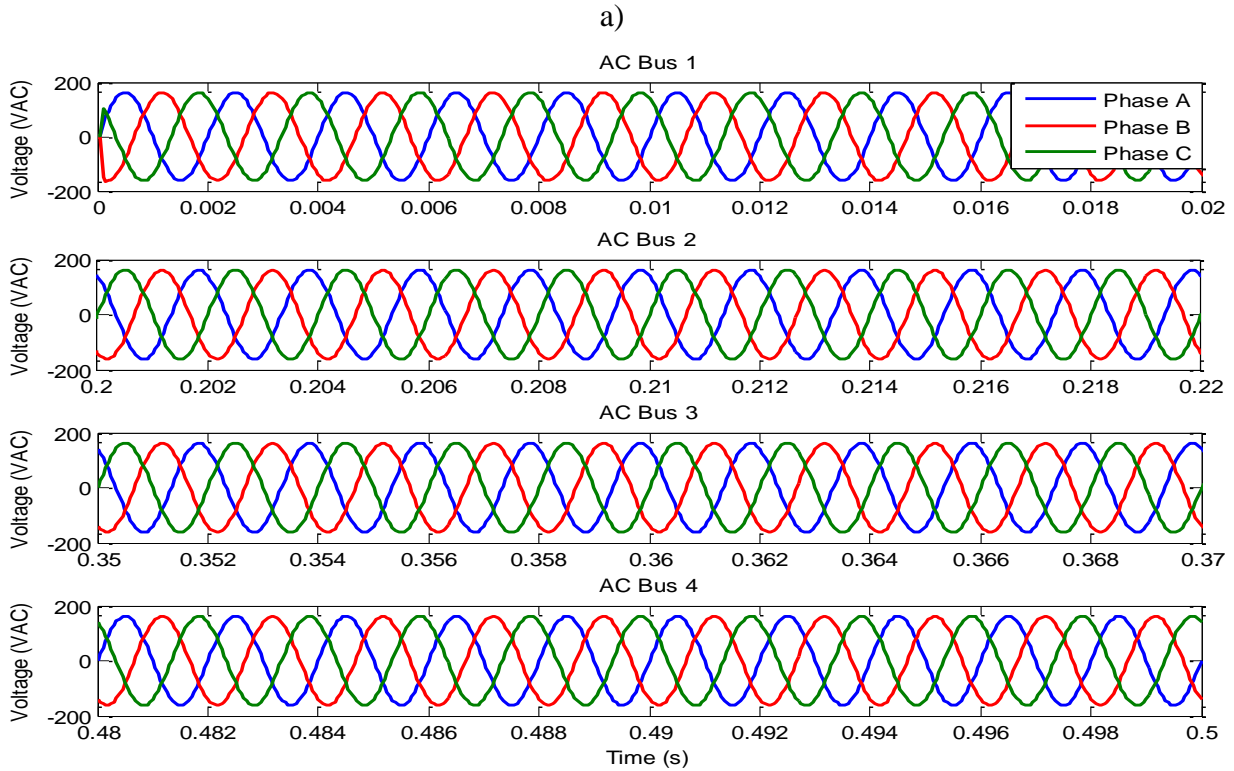 a)
AC Bus 1
Voltage (VAC)
200
0
-200
Phase A
Phase B
Phase C
0 0.002 0.004 0.006 0.008 0.01 0.012 0.014 0.016 0.018 0.02
AC Bus 2
Voltage (VAC)
200
0
-200
0.2 0.202 0.204 0.206 0.208 0.21 0.212 0.214 0.216 0.218 0.22
AC Bus 3
Voltage (VAC)
200
0
-200
0.35 0.352 0.354 0.356 0.358 0.36 0.362 0.364 0.366 0.368 0.37
AC Bus 4
Voltage (VAC)
200
0
-200
0.48 0.482 0.484 0.486 0.488 0.49 0.492 0.494 0.496 0.498 0.5
Time (s)